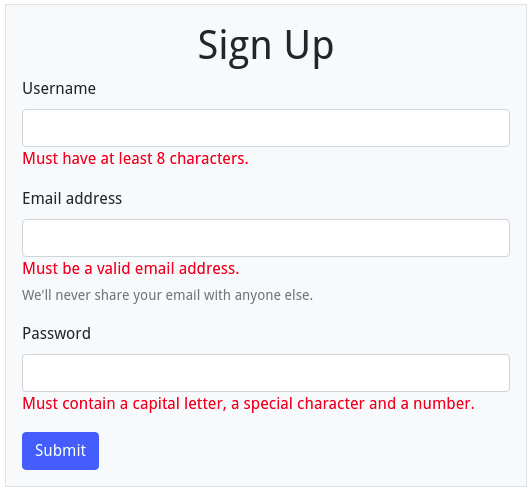 Sign Up
Username
Must have at least 8 characters.
Email address
Must be a valid email address.
We'll never share your email with anyone else.
Password
Must contain a capital letter, a special character and a number.
Submit